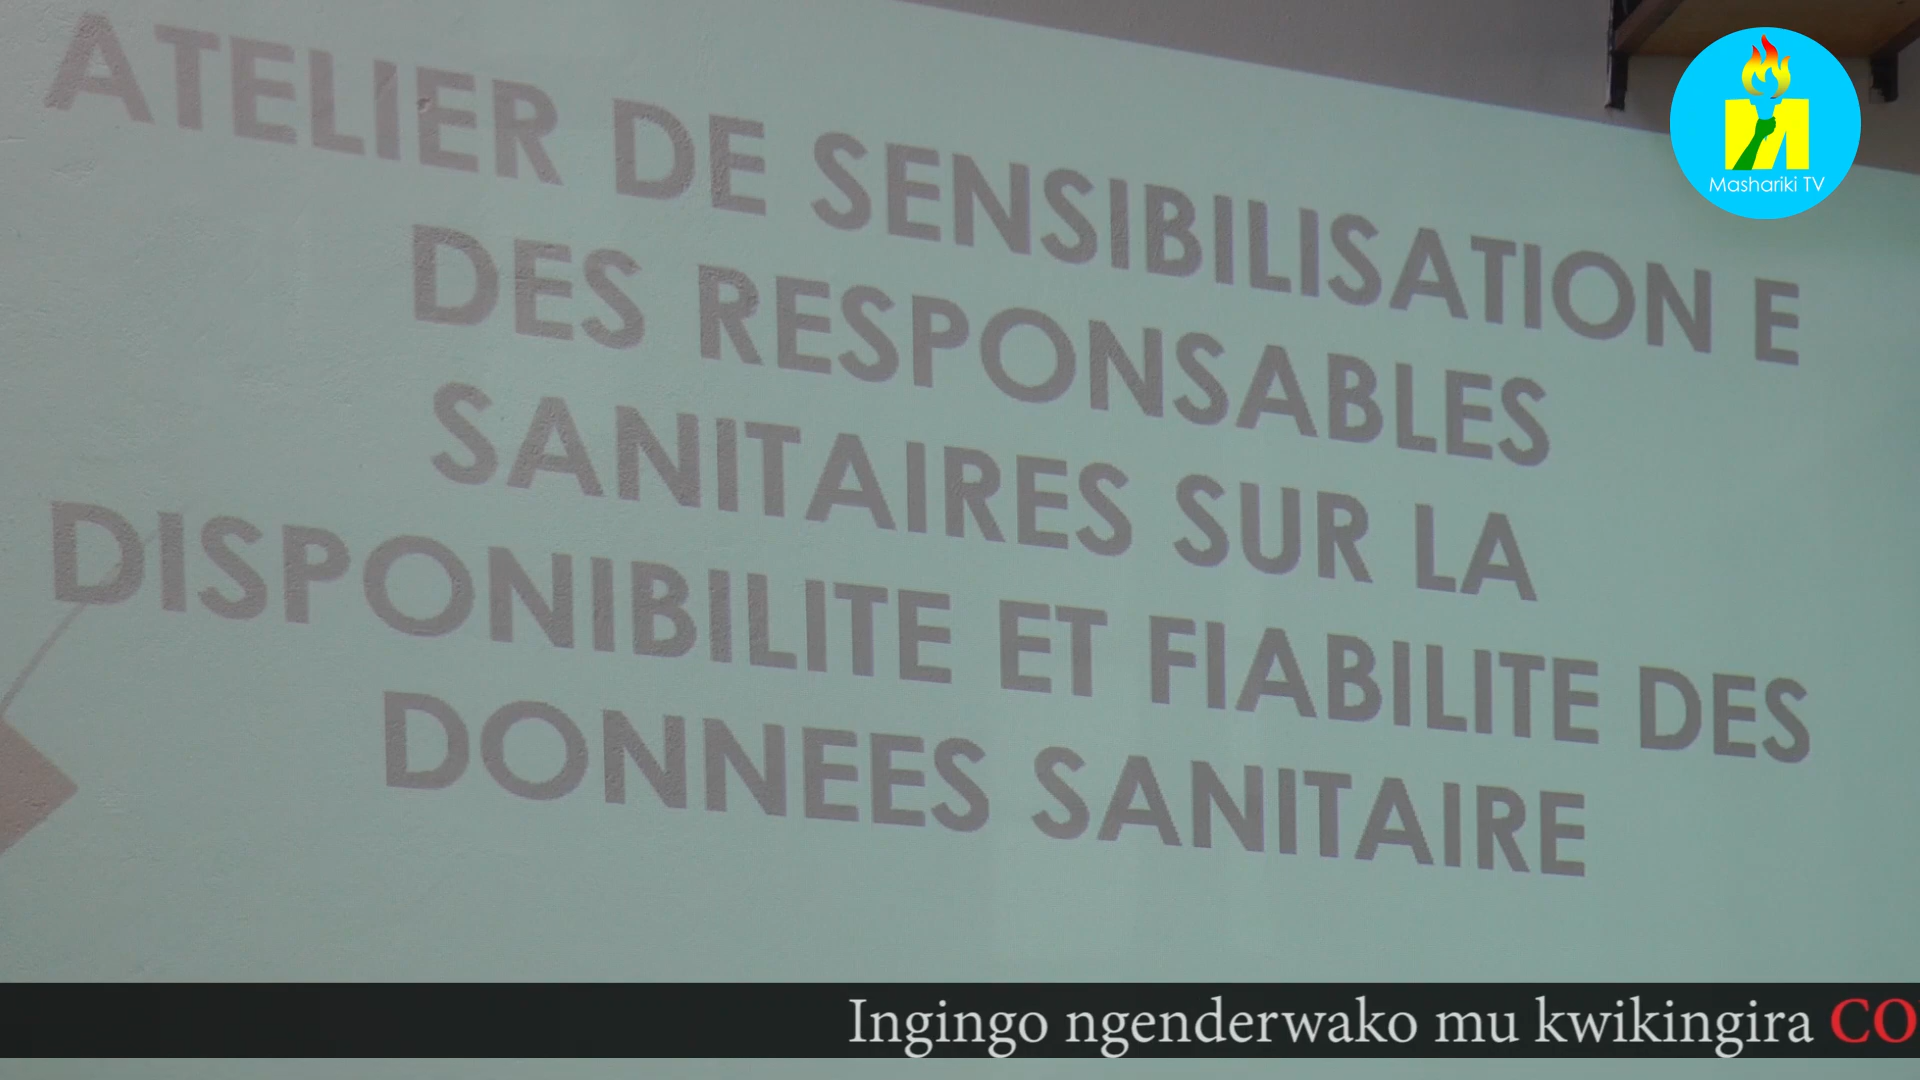 ATELIER DE SENSIBILISATION E
DES RESPONSABLES
SANITAIRES SUR LA
DISPONIBILITE ET FIABILITE DES
DONNEES SANITAIRE
Mashariki TV
Ingingo ngenderwako mu kwikingira CO